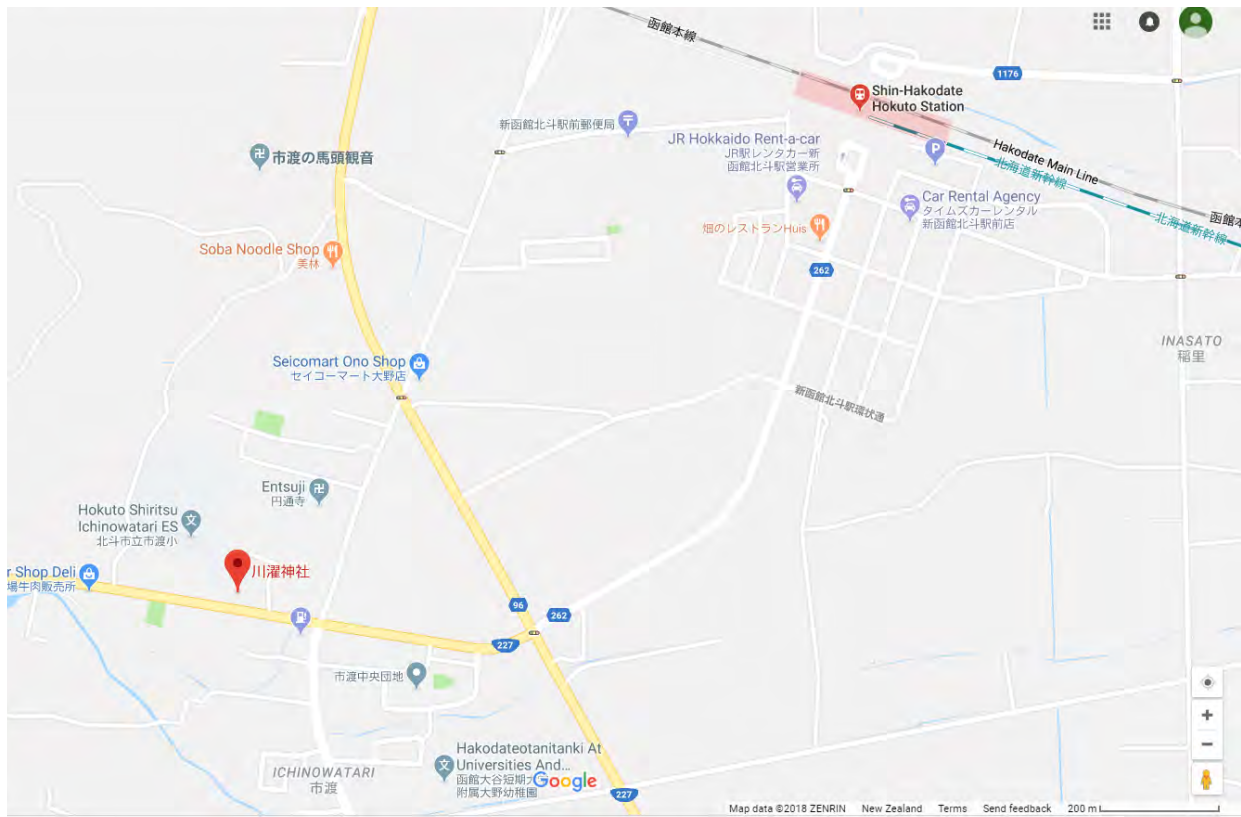 函館本線
1176
Shin-Hakodate
Hokuto Station
新函館北斗駅前郵便局
JR Hokkaido Rent-a-car
JR駅レンタカー新
函館北斗駅営業所
P
Hakodate Main Line
北海道新幹線
市渡の馬頭観音
Car Rental Agency
タイムズカーレンタル
新函館北斗駅前店
北海道新幹線
函館本
畑のレストランHuis
Soba Noodle Shop
美林
262
INASATO
稲里
Seicomart Ono Shop
セイコーマート大野店
新函館北斗駅環状通
Entsuji
円通寺
Hokuto Shiritsu
Ichinowatari ES
北斗市立市渡小
r Shop Deli
場牛肉販売所
川濯神社
96
262
227
市渡中央団地
Hakodateotanitanki At
Universities And...
函館大谷短期大
附属大野幼稚園
ICHINOWATARI
市渡
Google
227
Map data ©2018 ZENRIN New Zealand Terms Send feedback 200 m